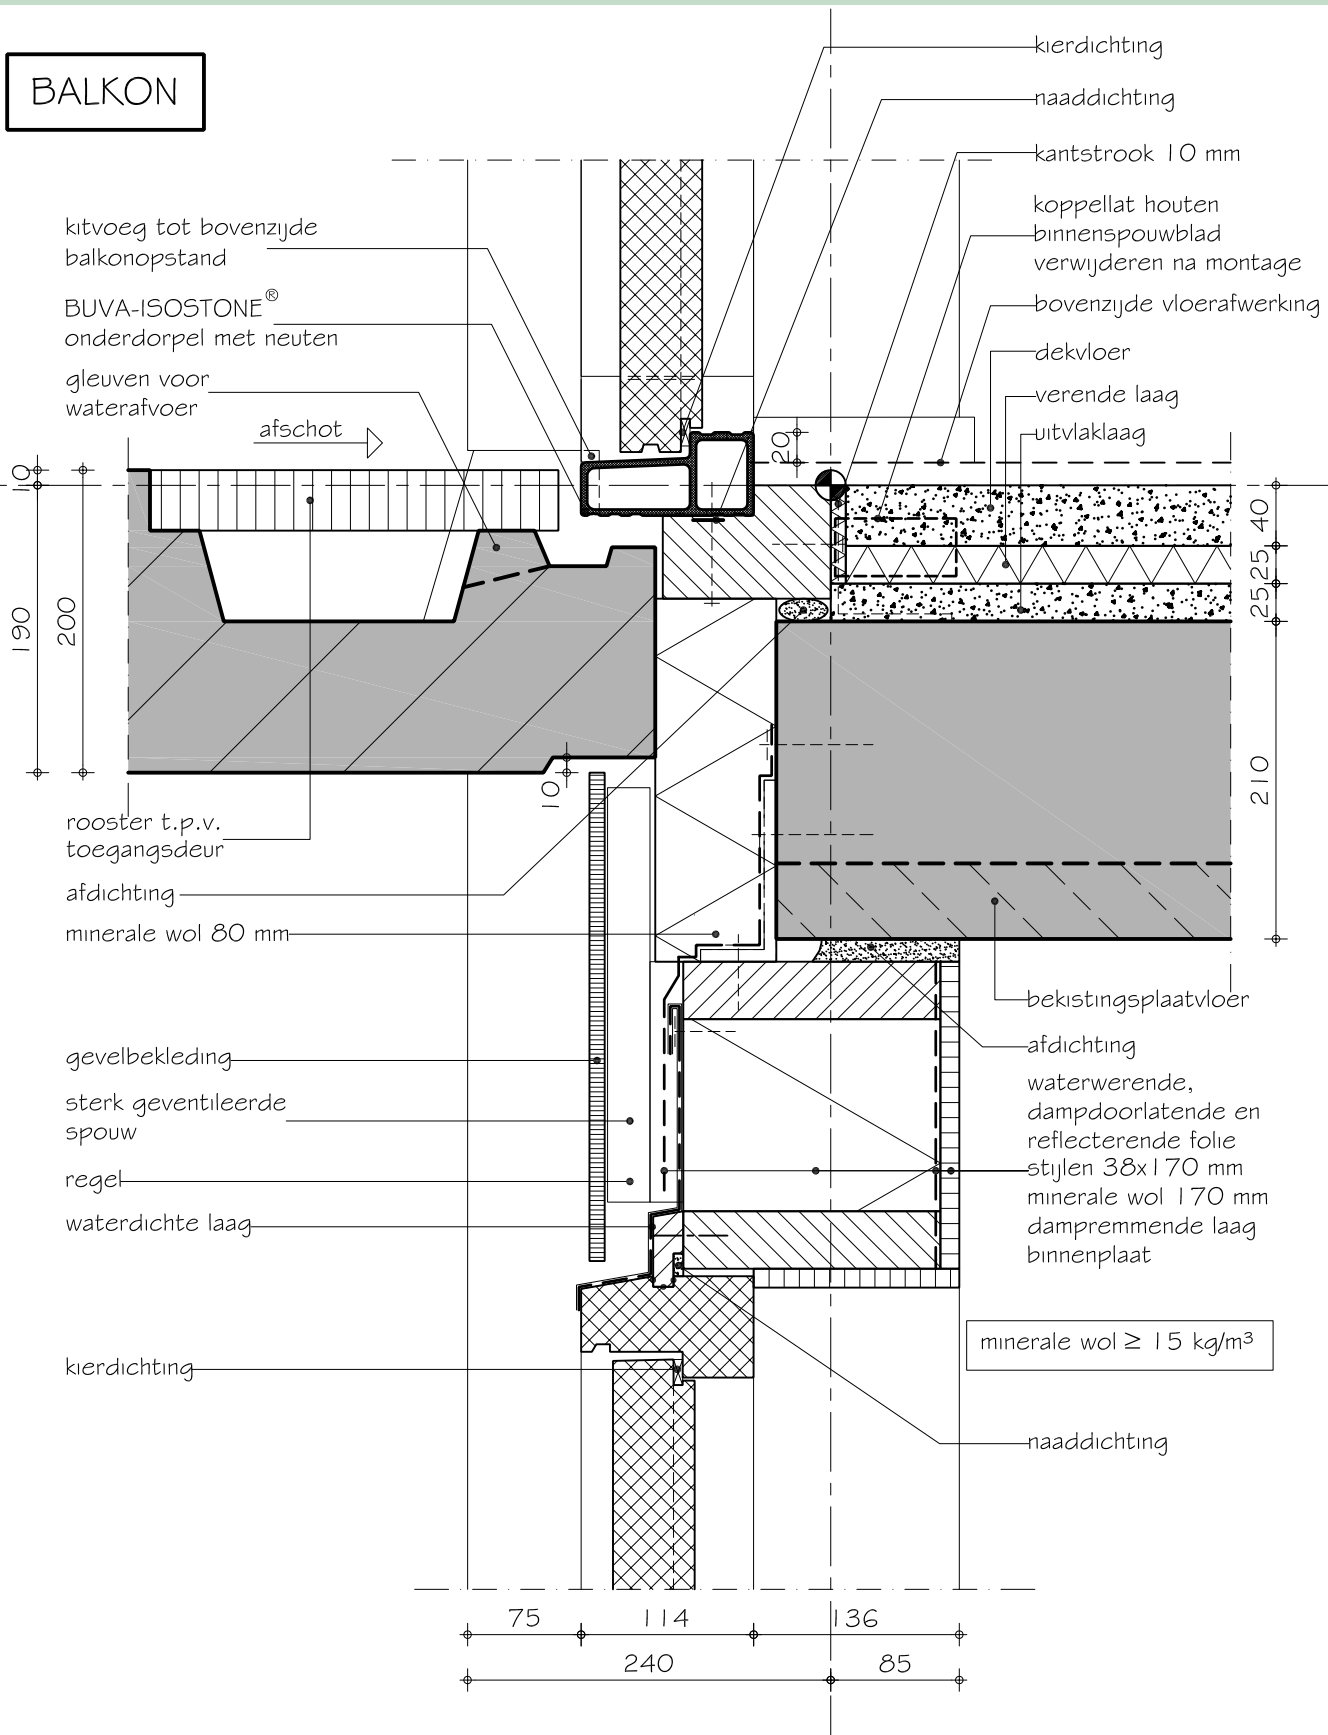 BALKON
kierdichting
naaddichting
kantstrook 10 mm
koppellat houten
binnenspouwblad
verwijderen na montage
bovenzijde vloerafwerking
dekvloer
verende laag
uitvlaklaag
kitvoeg tot bovenzijde
balkonopstand
BUVA-ISOSTONE®
onderdorpel met neuten
gleuven voor
waterafvoer
afschot
20
10
190
200
10
40
25
25
210
rooster t.p.v.
toegangsdeur
afdichting
minerale wol 80 mm
gevelbekleding
sterk geventileerde
spouw
regel
waterdichte laag
kierdichting
bekistingsplaatvloer
afdichting
waterwerende,
dampdoorlatende en
reflecterende folie
stijlen 38x170 mm
minerale wol 170 mm
dampremmende laag
binnenplaat
minerale wol ≥ 15 kg/m³
naaddichting
75 114 136
240 85